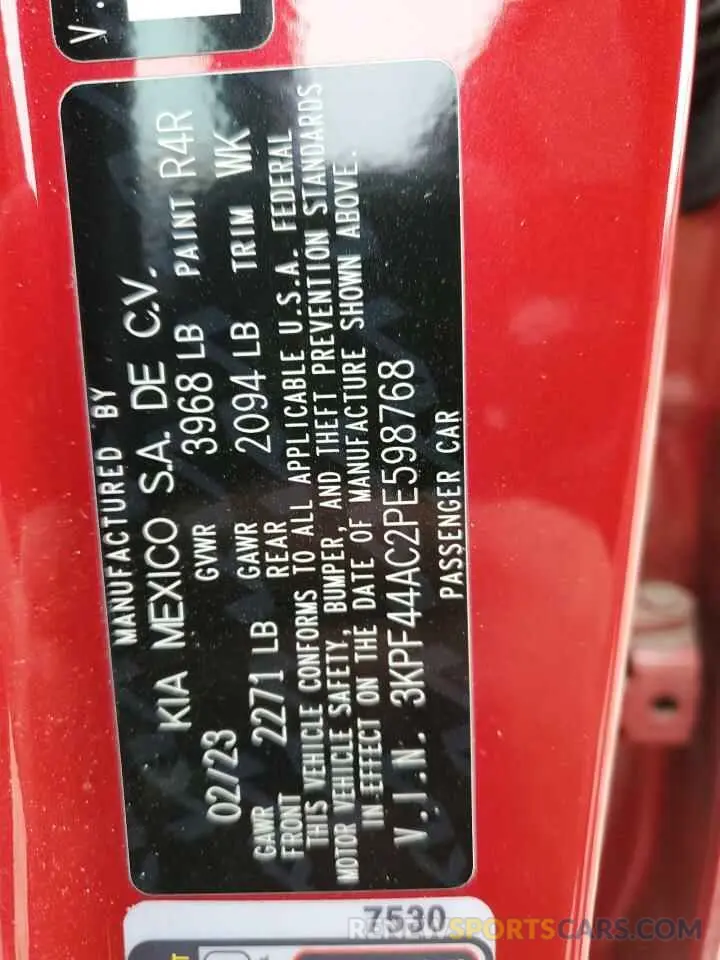 V.
MANUFACTURED BY
KIA MEXICO S.A. DE C.V.
02/23 GVWR 3968 LB PAINT R4R
GAWR FRONT 2271 LB GAWR REAR 2094 LB TRIM WK
THIS VEHICLE CONFORMS TO ALL APPLICABLE U.S.A. FEDERAL
MOTOR VEHICLE SAFETY, BUMPER, AND THEFT PREVENTION STANDARDS
IN EFFECT ON THE DATE OF MANUFACTURE SHOWN ABOVE.
V.I.N. 3KPF44AC2PE598768
PASSENGER CAR
7530
RENEWSPORTSCARS.COM